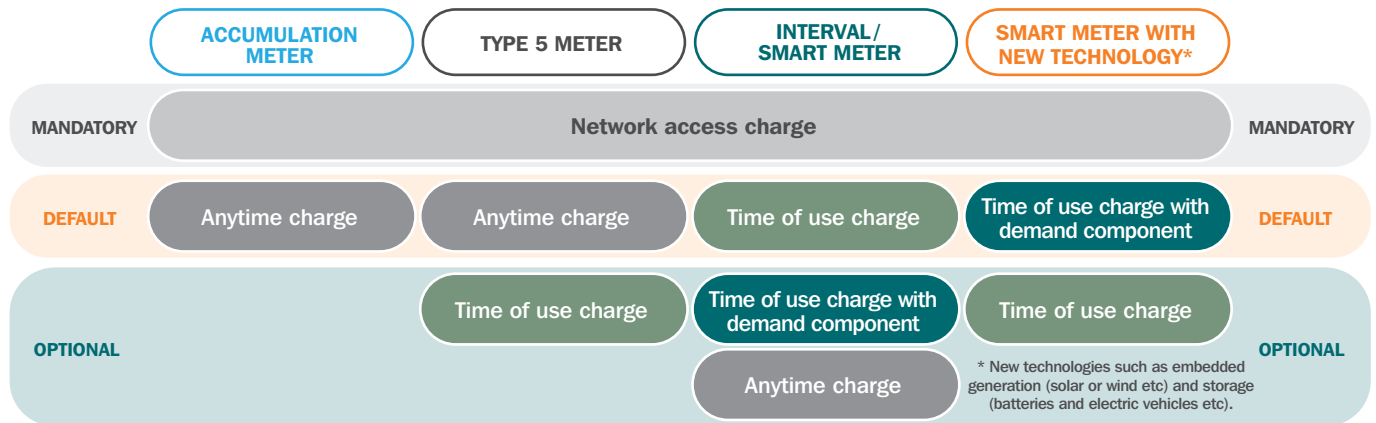 ACCUMULATION
METER
TYPE 5 METER
INTERVAL/
SMART METER
SMART METER WITH
NEW TECHNOLOGY*
MANDATORY
Network access charge
MANDATORY
DEFAULT
Anytime charge
Anytime charge
Time of use charge
Time of use charge with
demand component
DEFAULT
OPTIONAL
Time of use charge
Time of use charge with
demand component
Time of use charge
Anytime charge
* New technologies such as embedded
generation (solar or wind etc) and storage
(batteries and electric vehicles etc).
OPTIONAL